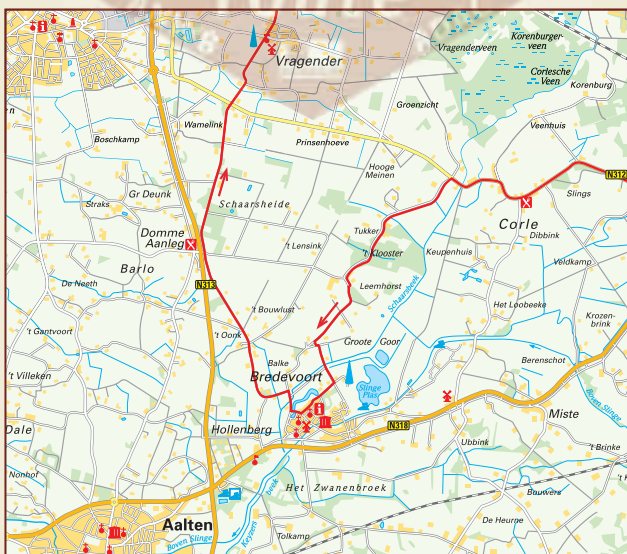 Vragender
Vragenderveen
Korenburger-
veen
Corlesche
Veen
Korenburg
Groenzicht
Wamelink
Boschkamp
Prinsenhoeve
Veenhuis
Hooge
Meinen
N312
Gr Deunk
Straks
Schaarsheide
Slings
Corle
Dibbink
Domme
Aanleg
Tukker
't Lensink
't Klooster
Keupenhuis
Veldkamp
Barlo
De Neeth
N313
Leemhorst
Schaarsbeek
't Bouwlust
Het Loobeeke
Krozen-
brink
't Gantvoort
't Oonk
Groote Goor
Balke
Berenschot
't Villeken
Bredevoort
Slinge
Plas
Boven Slinge
Miste
Dale
Hollenberg
N318
Ubbink
't Brinke
Nonhof
Het Zwanenbroek
Bouwers
Aalten
Keyzers
beek
De Heurne
Tolkamp
Boven Slinge